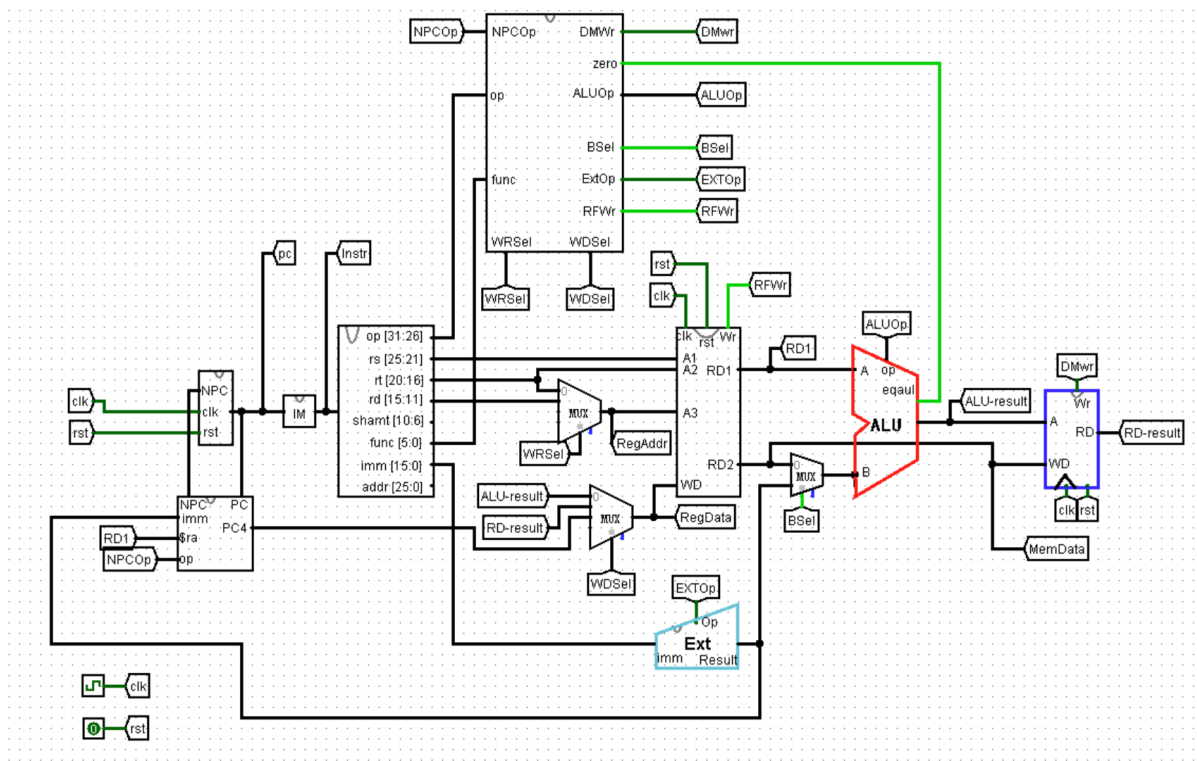 NPCOp
NPCOp
DMWr
DMwr
zero
op
ALUOp
ALUOp
BSel
BSel
func
ExtOp
EXTOp
RFWr
RFWr
WRSel
WDSel
WRSel
WDSel
pc
Instr
rst
clk
RFWr
clk
rst
Wr
A1
A2
A3
RD1
RD2
WD
RD1
op [31:26]
rs [25:21]
rt [20:16]
rd [15:11]
shamt [10:6]
func [5:0]
imm [15:0]
addr [25:0]
clk
rst
NPC
clk
rst
IM
0
MUX
WRSel
RegAddr
ALUOp
A
op
eqaul
ALU
B
ALU-result
DMwr
Wr
A
RD
WD
RD-result
clk
rst
0
MUX
BSel
MemData
ALU-result
RD-result
0
MUX
RegData
WDSel
NPC
PC
imm
PC4
$ra
op
RD1
NPCOp
EXTOp
Op
Ext
imm
Result
clk
0
rst